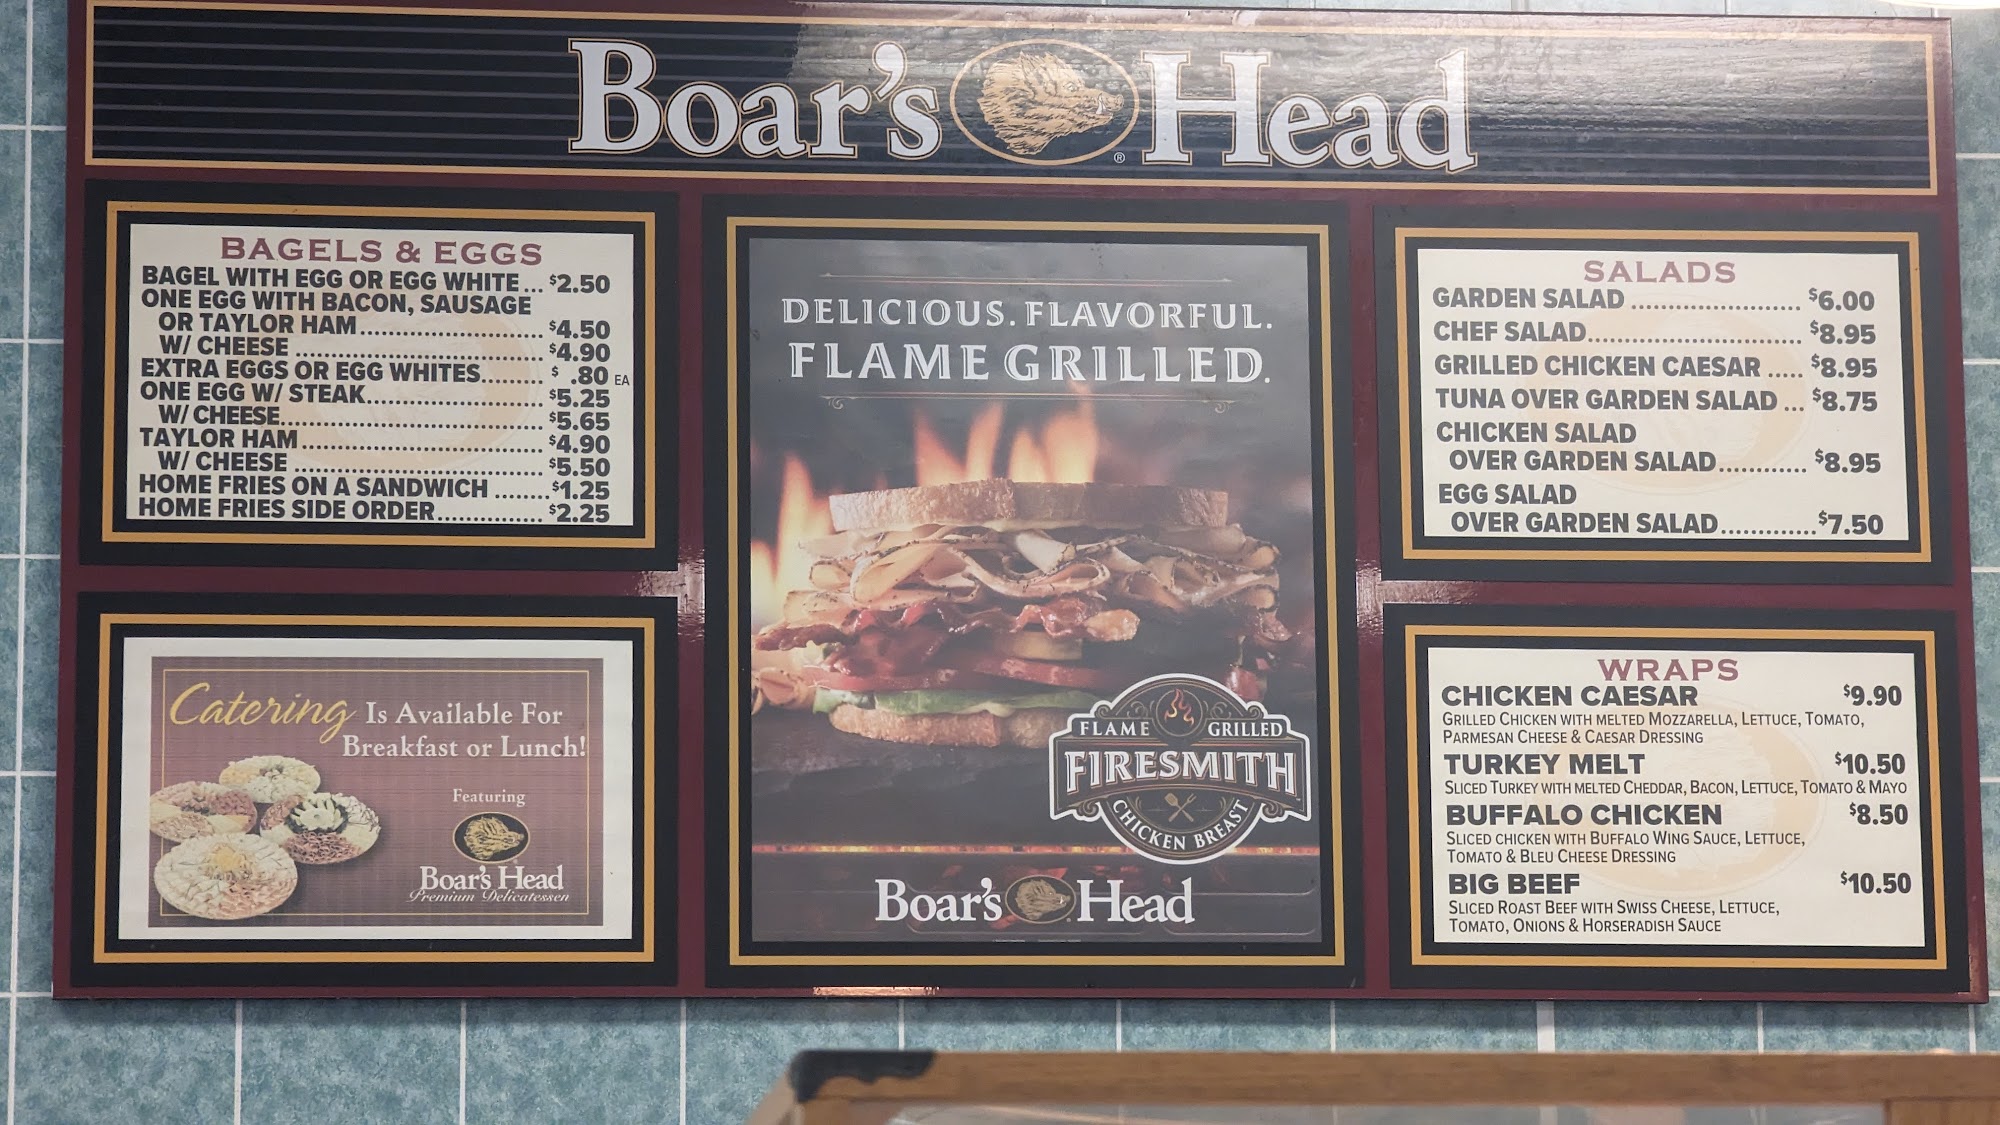 Boar's Head
®
BAGELS & EGGS
BAGEL WITH EGG OR EGG WHITE ... $2.50
ONE EGG WITH BACON, SAUSAGE
OR TAYLOR HAM........................... $4.50
W/ CHEESE .................................... $4.90
EXTRA EGGS OR EGG WHITES......... $ .80 EA
ONE EGG W/ STEAK.......................... $5.25
W/ CHEESE...................................... $5.65
TAYLOR HAM................................... $4.90
W/ CHEESE .................................... $5.50
HOME FRIES ON A SANDWICH ........$1.25
HOME FRIES SIDE ORDER............... $2.25
Catering Is Available For
Breakfast or Lunch!
Featuring
Boar's Head
Premium Delicatessen
DELICIOUS. FLAVORFUL.
FLAME GRILLED.
FLAME GRILLED
FIRESMITH
CHICKEN BREAST
Boar's Head
SALADS
GARDEN SALAD ......................... $6.00
CHEF SALAD............................... $8.95
GRILLED CHICKEN CAESAR ..... $8.95
TUNA OVER GARDEN SALAD ... $8.75
CHICKEN SALAD
OVER GARDEN SALAD............ $8.95
EGG SALAD
OVER GARDEN SALAD.............$7.50
WRAPS
CHICKEN CAESAR $9.90
GRILLED CHICKEN WITH MELTED MOZZARELLA, LETTUCE, TOMATO,
PARMESAN CHEESE & CAESAR DRESSING
TURKEY MELT $10.50
SLICED TURKEY WITH MELTED CHEDDAR, BACON, LETTUCE, TOMATO & MAYO
BUFFALO CHICKEN $8.50
SLICED CHICKEN WITH BUFFALO WING SAUCE, LETTUCE,
TOMATO & BLEU CHEESE DRESSING
BIG BEEF $10.50
SLICED ROAST BEEF WITH SWISS CHEESE, LETTUCE,
TOMATO, ONIONS & HORSERADISH SAUCE